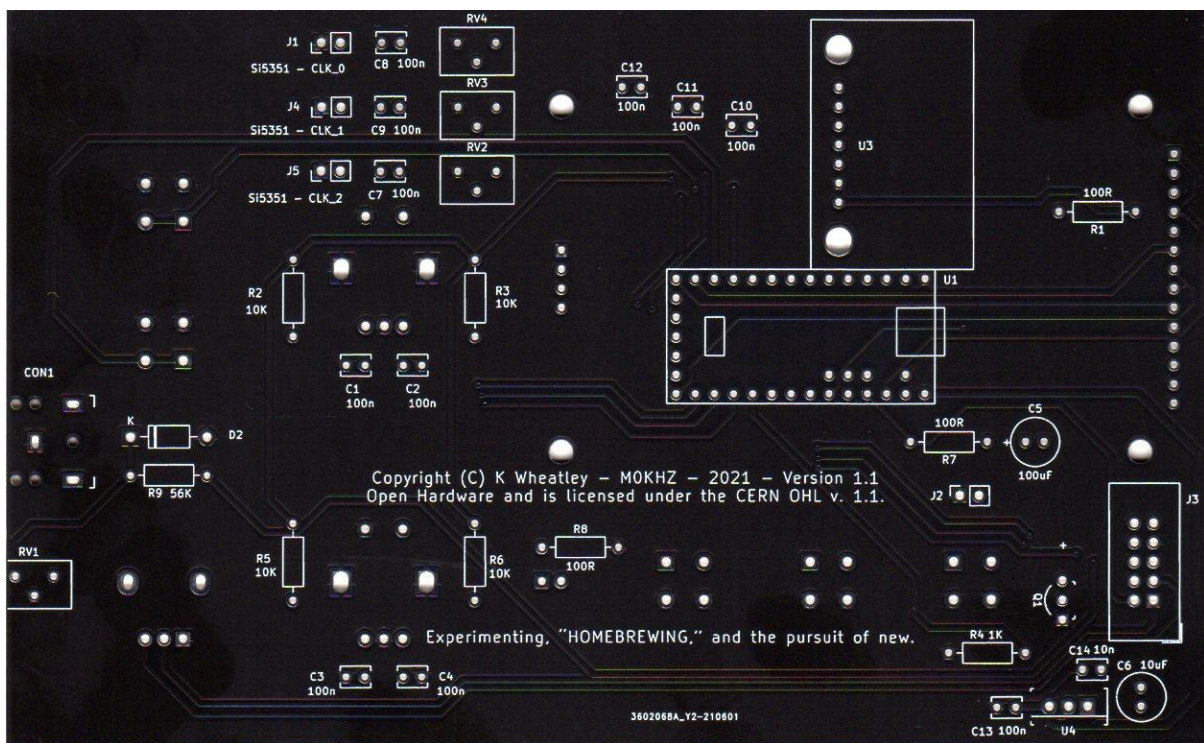 RV4
J1
C8 100n
C12
Si5351 - CLK_0
RV3
C11
100n
C10
J4
100n
Si5351 - CLK_1
C9 100n
100n
RV2
U3
J5
C7 100n
Si5351 - CLK_2
100R
R1
U1
R2
10K
R3
10K
C1
100n
C2
100n
CON1
C5
K
D2
100R
+
R7
100uF
R9 56K
Copyright (C) K Wheatley - M0KHZ - 2021 - Version 1.1
Open Hardware and is licensed under the CERN OHL v. 1.1.
J2
J3
R8
RV1
R5
10K
R6
10K
100R
+
Q1
Experimenting, "HOMEBREWING," and the pursuit of new.
R4 1K
C14 10n
C3
100n
C4
100n
C6 10uF
3602068A_Y2-210601
C13 100n
U4